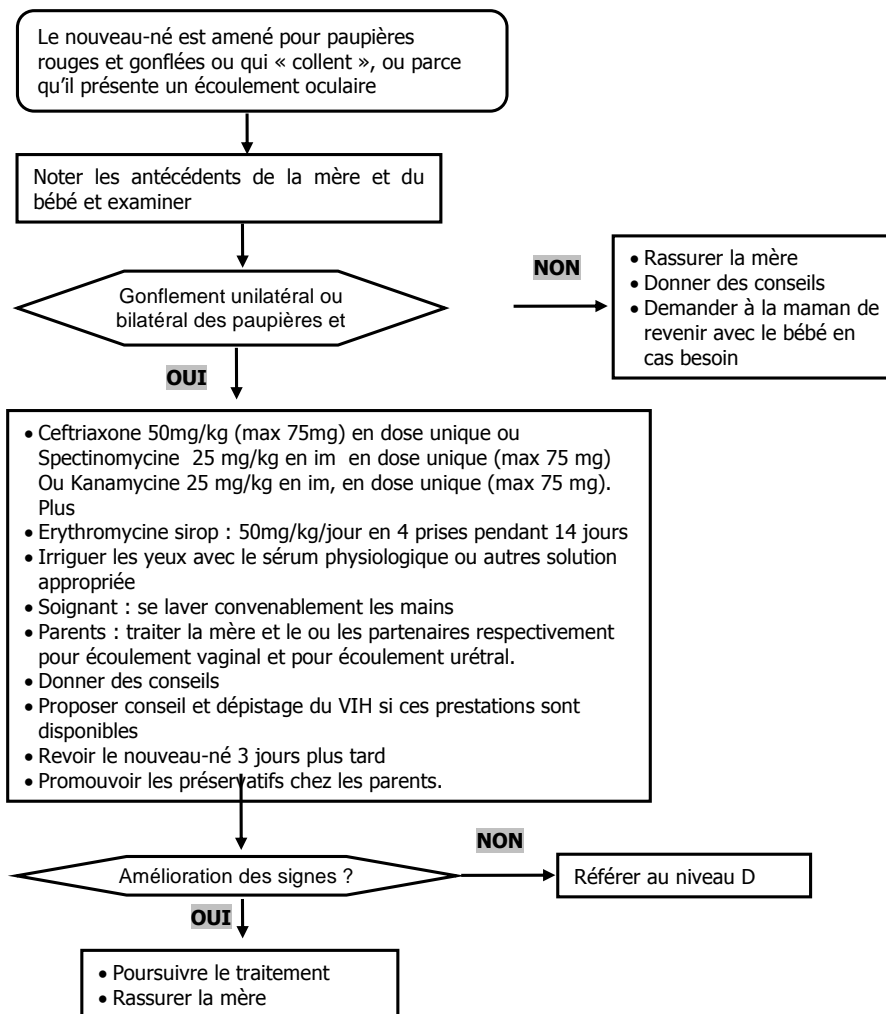 Le nouveau-né est amené pour paupières
rouges et gonflées ou qui « collent », ou parce
qu'il présente un écoulement oculaire
Noter les antécédents de la mère et du
bébé et examiner
Gonflement unilatéral ou
bilatéral des paupières et
NON
• Rassurer la mère
• Donner des conseils
• Demander à la maman de
revenir avec le bébé en
cas besoin
OUI
• Ceftriaxone 50mg/kg (max 75mg) en dose unique ou
Spectinomycine 25 mg/kg en im en dose unique (max 75 mg)
Ou Kanamycine 25 mg/kg en im, en dose unique (max 75 mg).
Plus
• Erythromycine sirop : 50mg/kg/jour en 4 prises pendant 14 jours
• Irriguer les yeux avec le sérum physiologique ou autres solution
appropriée
• Soignant : se laver convenablement les mains
• Parents : traiter la mère et le ou les partenaires respectivement
pour écoulement vaginal et pour écoulement urétral.
• Donner des conseils
• Proposer conseil et dépistage du VIH si ces prestations sont
disponibles
• Revoir le nouveau-né 3 jours plus tard
• Promouvoir les préservatifs chez les parents.
Amélioration des signes ?
NON
Référer au niveau D
OUI
• Poursuivre le traitement
• Rassurer la mère